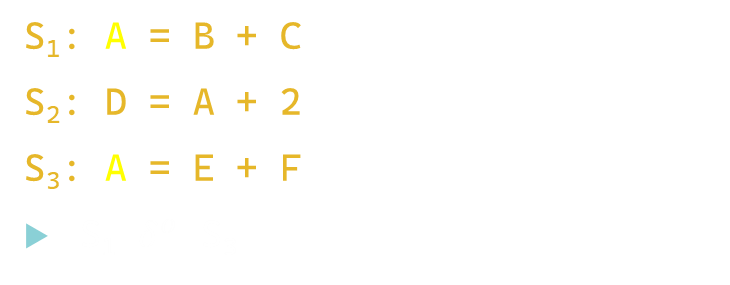 S₁: A = B + C
S₂: D = A + 2
S₃: A = E + F